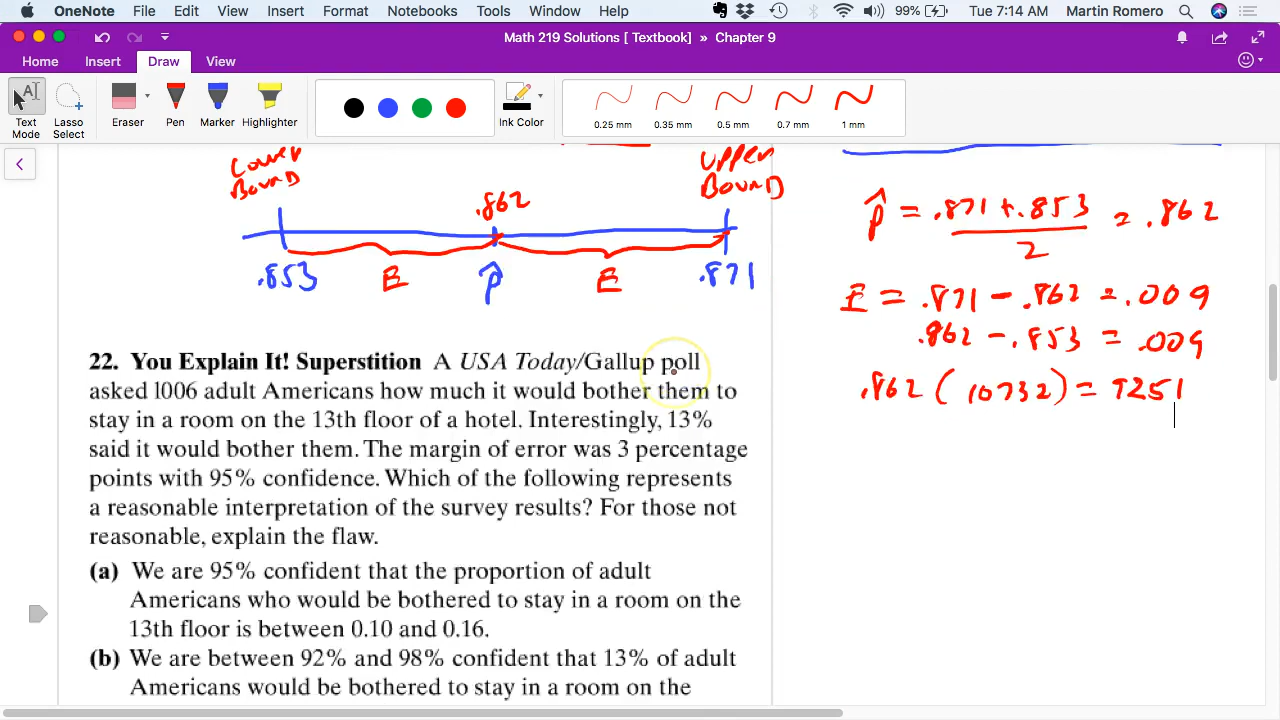 OneNote File Edit View Insert Format Notebooks Tools Window Help 99% Tue 7:14 AM Martin Romero
Math 219 Solutions [ Textbook] » Chapter 9
Home Insert Draw View
Text Mode
Lasso Select
Eraser
Pen
Marker
Highlighter
Ink Color
0.25 mm 0.35 mm 0.5 mm 0.7 mm 1 mm
Lower Bound
Upper Bound
.862
.853 E p̂ E .871
p̂ = .871 + .853 / 2 = .862
E = .871 - .862 = .009
.862 - .853 = .009
.862 ( 10732 ) = 9251
22. You Explain It! Superstition A USA Today/Gallup poll
asked 1006 adult Americans how much it would bother them to
stay in a room on the 13th floor of a hotel. Interestingly, 13%
said it would bother them. The margin of error was 3 percentage
points with 95% confidence. Which of the following represents
a reasonable interpretation of the survey results? For those not
reasonable, explain the flaw.
(a) We are 95% confident that the proportion of adult
Americans who would be bothered to stay in a room on the
13th floor is between 0.10 and 0.16.
(b) We are between 92% and 98% confident that 13% of adult
Americans would be bothered to stay in a room on the